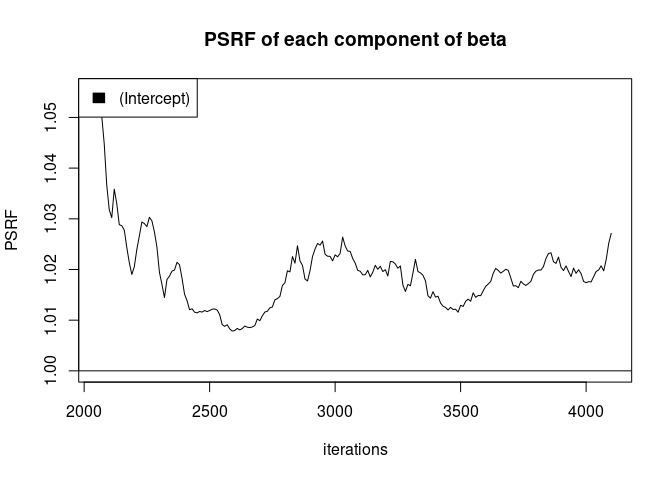 PSRF of each component of beta
(Intercept)
PSRF
1.05
1.04
1.03
1.02
1.01
1.00
2000 2500 3000 3500 4000
iterations